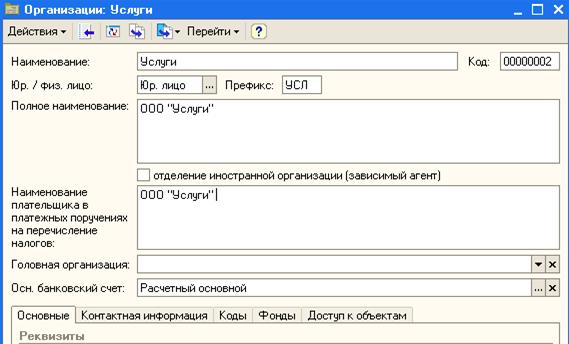 Организации: Услуги
Действия Перейти ?
Наименование: Услуги Код: 00000002
Юр. / физ. лицо: Юр. лицо ... Префикс: УСЛ
Полное наименование: ООО "Услуги"
отделение иностранной организации (зависимый агент)
Наименование ООО "Услуги"
плательщика в
платежных поручениях
на перечисление
налогов:
Головная организация:
Осн. банковский счет: Расчетный основной ...
Основные Контактная информация Коды Фонды Доступ к объектам
Реквизиты